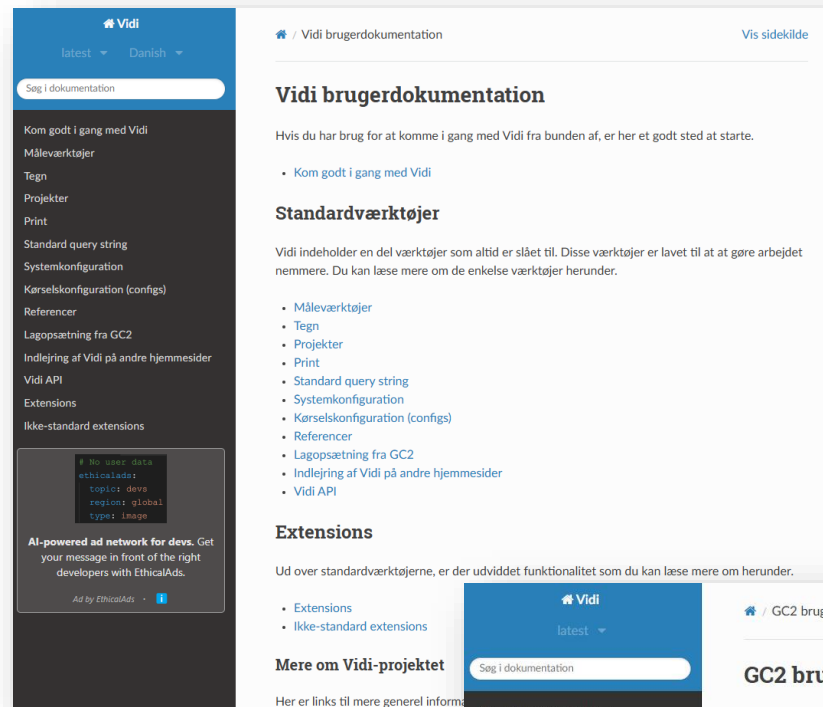 Vidi
latest Danish
Søg i dokumentation
Kom godt i gang med Vidi
Måleværktøjer
Tegn
Projekter
Print
Standard query string
Systemkonfiguration
Kørselskonfiguration (configs)
Referencer
Lagopsætning fra GC2
Indlejring af Vidi på andre hjemmesider
Vidi API
Extensions
Ikke-standard extensions
# No user data
ethicalads:
topic: devs
region: global
type: image
AI-powered ad network for devs. Get
your message in front of the right
developers with EthicalAds.
Ad by EthicalAds · i
/ Vidi brugerdokumentation
Vis sidekilde
Vidi brugerdokumentation
Hvis du har brug for at komme i gang med Vidi fra bunden af, er her et godt sted at starte.
• Kom godt i gang med Vidi
Standardværktøjer
Vidi indeholder en del værktøjer som altid er slået til. Disse værktøjer er lavet til at at gøre arbejdet
nemmere. Du kan læse mere om de enkelse værktøjer herunder.
• Måleværktøjer
• Tegn
• Projekter
• Print
• Standard query string
• Systemkonfiguration
• Kørselskonfiguration (configs)
• Referencer
• Lagopsætning fra GC2
• Indlejring af Vidi på andre hjemmesider
• Vidi API
Extensions
Ud over standardværktøjerne, er der udviddet funktionalitet som du kan læse mere om herunder.
• Extensions
• Ikke-standard extensions
Mere om Vidi-projektet
Her er links til mere generel
Vidi
latest
Søg i dokumentation
/ GC2
GC2